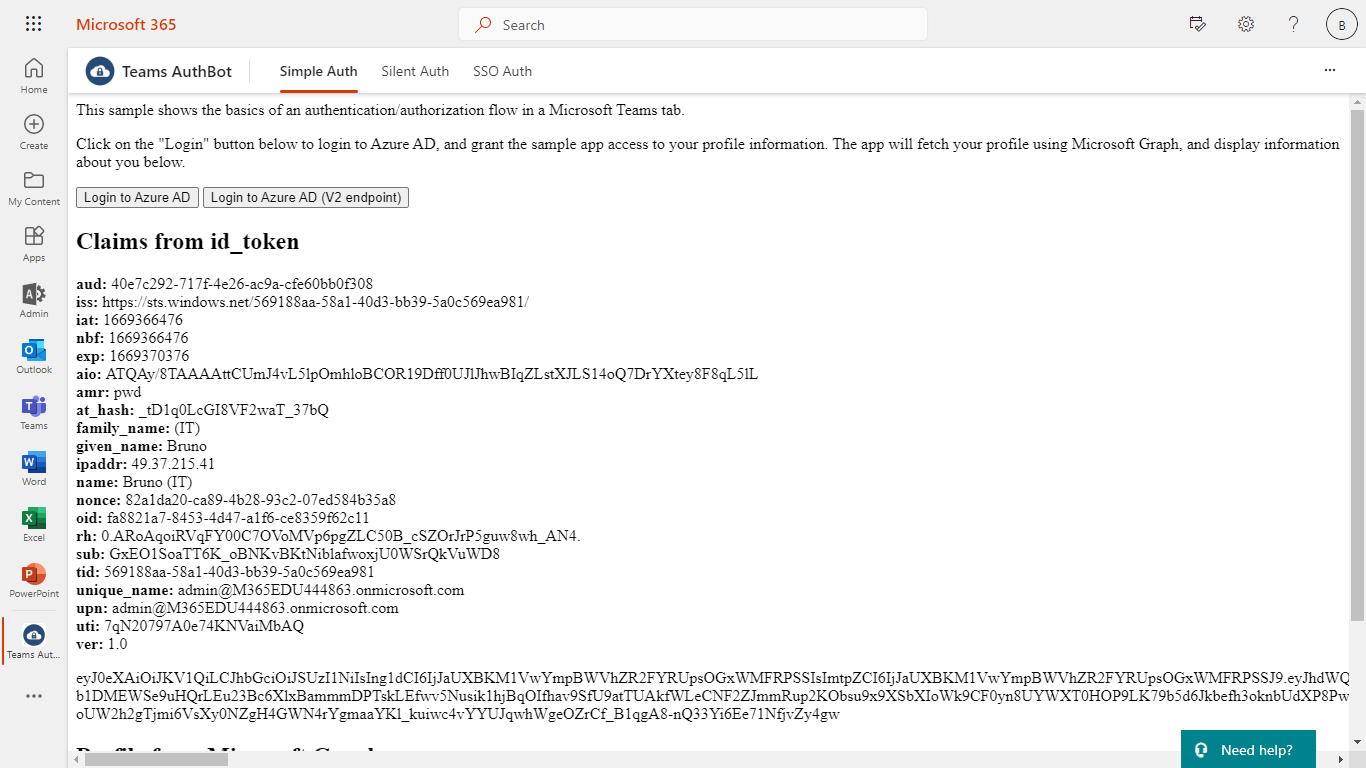 Microsoft 365
Search
B
Home
Create
My Content
Apps
Admin
Outlook
Teams
Word
Excel
PowerPoint
Teams Aut...
Teams AuthBot
Simple Auth
Silent Auth
SSO Auth
This sample shows the basics of an authentication/authorization flow in a Microsoft Teams tab.
Click on the "Login" button below to login to Azure AD, and grant the sample app access to your profile information. The app will fetch your profile using Microsoft Graph, and display information
about you below.
Login to Azure AD
Login to Azure AD (V2 endpoint)
Claims from id_token
aud: 40e7c292-717f-4e26-ac9a-cfe60bb0f308
iss: https://sts.windows.net/569188aa-58a1-40d3-bb39-5a0c569ea981/
iat: 1669366476
nbf: 1669366476
exp: 1669370376
aio: ATQAy/8TAAAAttCUmJ4vL5lpOmhloBCOR19Dff0UJlJhwBIqZLstXJLS14oQ7DrYXtey8F8qL5lL
amr: pwd
at_hash: _tD1q0LcGI8VF2waT_37bQ
family_name: (IT)
given_name: Bruno
ipaddr: 49.37.215.41
name: Bruno (IT)
nonce: 82a1da20-ca89-4b28-93c2-07ed584b35a8
oid: fa8821a7-8453-4d47-a1f6-ce8359f62c11
rh: 0.ARoAqoiRVqFY00C7OVoMVp6pgZLC50B_cSZOrJrP5guw8wh_AN4.
sub: GxEO1SoaTT6K_oBNKvBKtNiblafwoxjU0WSrQkVuWD8
tid: 569188aa-58a1-40d3-bb39-5a0c569ea981
unique_name: admin@M365EDU444863.onmicrosoft.com
upn: admin@M365EDU444863.onmicrosoft.com
uti: 7qN20797A0e74KNVaiMbAQ
ver: 1.0
eyJ0eXAiOiJKV1QiLCJhbGciOiJSUzI1NiIsIng1dCI6IjJaUXBKM1VwYmpBWVhZR2FYRUpsOGxWMFRPSSIsImtpZCI6IjJaUXBKM1VwYmpBWVhZR2FYRUpsOGxWMFRPSSJ9.eyJhdWQ
b1DMEWSe9uHQrLEu23Bc6XlxBammmDPTskLEfwv5Nusik1hjBqOIfhav9SfU9atTUAkfWLeCNF2ZJmmRup2KObsu9x9XSbXIoWk9CF0yn8UYWXT0HOP9LK79b5d6Jkbefh3oknbUdXP8Pw
oUW2h2gTjmi6VsXy0NZgH4GWN4rYgmaaYK1_kuiwc4vYYUJqwhWgeOZrCf_B1qgA8-nQ33Yi6Ee71NfjvZy4gw
Profile from Microsoft Graph
Need help?